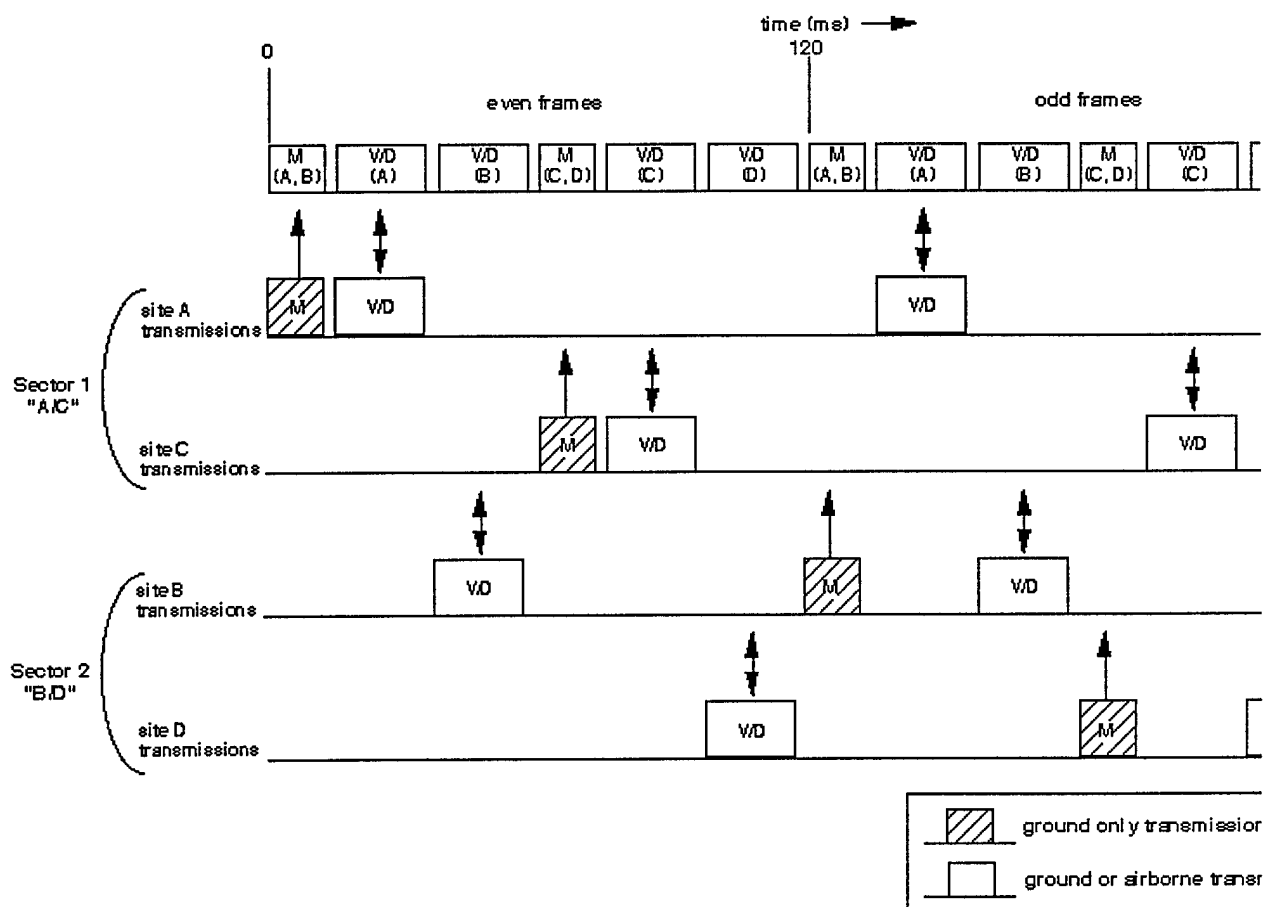 time (ms)
0
120
even frames
odd frames
M (A, B)
V/D (A)
V/D (B)
M (C, D)
V/D (C)
V/D (D)
M (A, B)
V/D (A)
V/D (B)
M (C, D)
V/D (C)
Sector 1
"A/C"
site A
transmissions
M
V/D
V/D
site C
transmissions
M
V/D
V/D
Sector 2
"B/D"
site B
transmissions
V/D
M
V/D
site D
transmissions
V/D
M
ground only transmission
ground or airborne transm